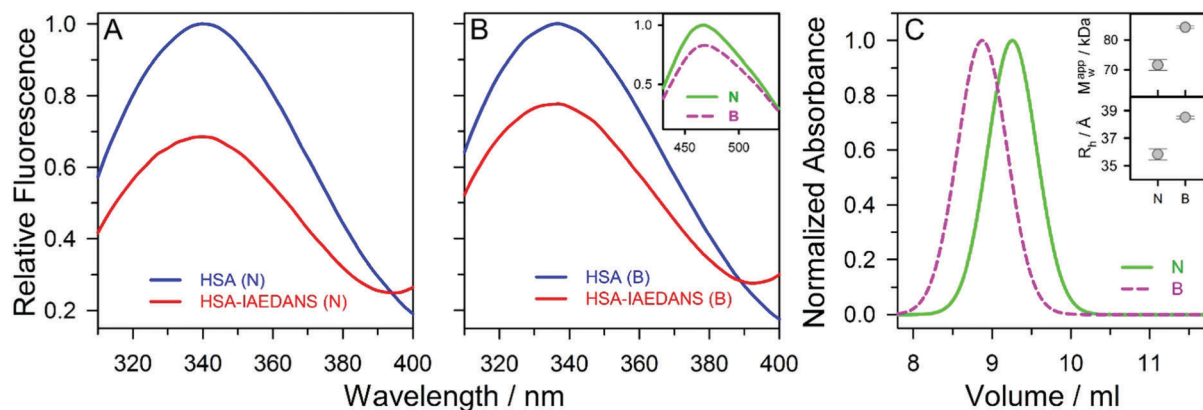 A
B
C
Relative Fluorescence
1.0
0.8
0.6
0.4
0.2
HSA (N)
HSA-IAEDANS (N)
320 340 360 380 400
HSA (B)
HSA-IAEDANS (B)
320 340 360 380 400
1.0
0.5
N
B
450 500
Wavelength / nm
Normalized Absorbance
1.0
0.8
0.6
0.4
0.2
0.0
N
B
8 9 10 11
Volume / ml
M_w^app / kDa
80
70
R_h / Å
37
35
N B